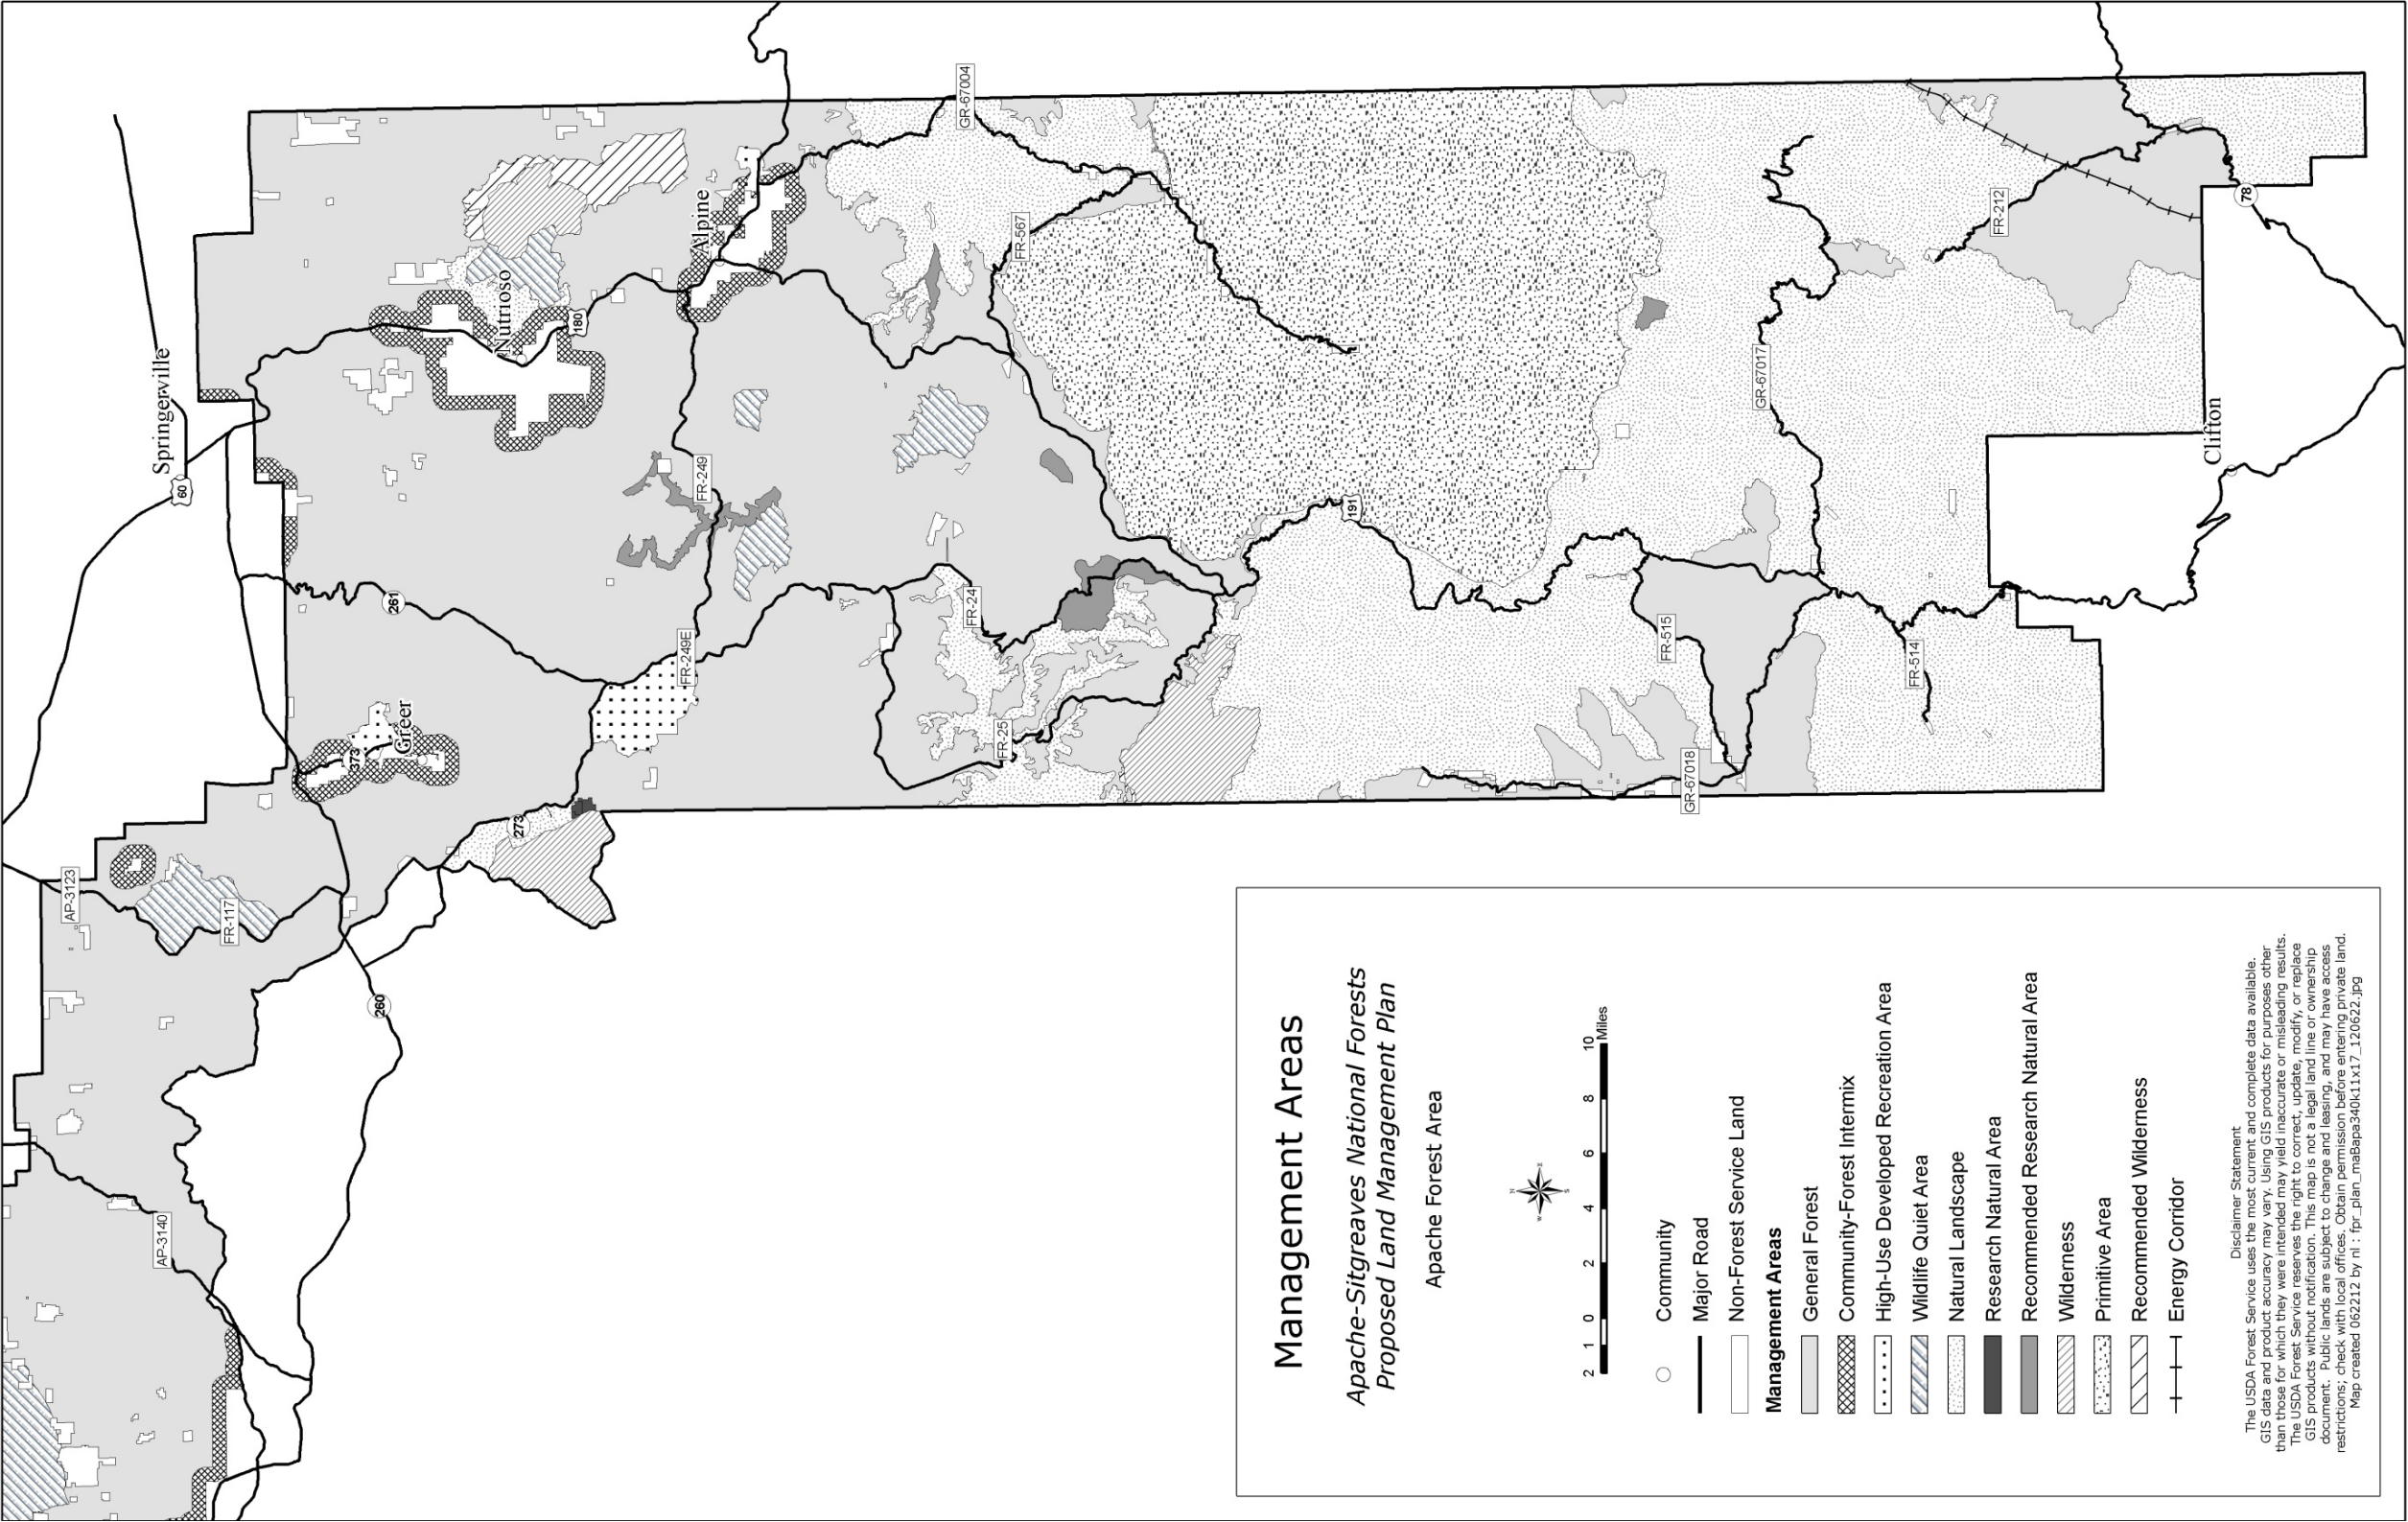 Springerville
60
Nutrioso
180
Alpine
GR-67004
FR-567
261
FR-249
FR-249E
373
Greer
273
AP-3123
FR-117
260
AP-3140
FR-24
FR-25
191
GR-67017
FR-212
78
Clifton
FR-515
FR-514
GR-67018
Management Areas
Apache-Sitgreaves National Forests
Proposed Land Management Plan
Apache Forest Area
N
W
E
S
2 1 0 2 4 6 8 10
Miles
Community
Major Road
Non-Forest Service Land
Management Areas
General Forest
Community-Forest Intermix
High-Use Developed Recreation Area
Wildlife Quiet Area
Natural Landscape
Research Natural Area
Recommended Research Natural Area
Wilderness
Primitive Area
Recommended Wilderness
Energy Corridor
Disclaimer Statement
The USDA Forest Service uses the most current and complete data available.
GIS data and product accuracy may vary. Using GIS products for purposes other
than those for which they were intended may yield inaccurate or misleading results.
The USDA Forest Service reserves the right to correct, update, modify, or replace
GIS products without notification. This map is not a legal land line or ownership
document. Public lands are subject to change and leasing, and may have access
restrictions; check with local offices. Obtain permission before entering private land.
Map created 062212 by nl : fpr_plan_maBapa340k11x17_120622.jpg